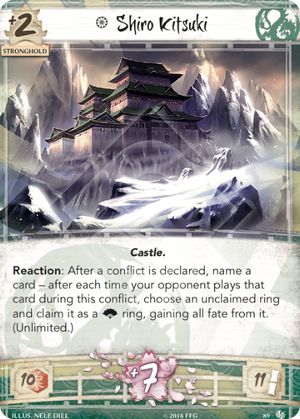 +2
STRONGHOLD
Shiro Kitsuki
Castle.
Reaction: After a conflict is declared, name a
card – after each time your opponent plays that
card during this conflict, choose an unclaimed ring
and claim it as a ring, gaining all fate from it.
(Unlimited.)
10
+7
11
ILLUS. NELE DIEL
©2018 FFG
89